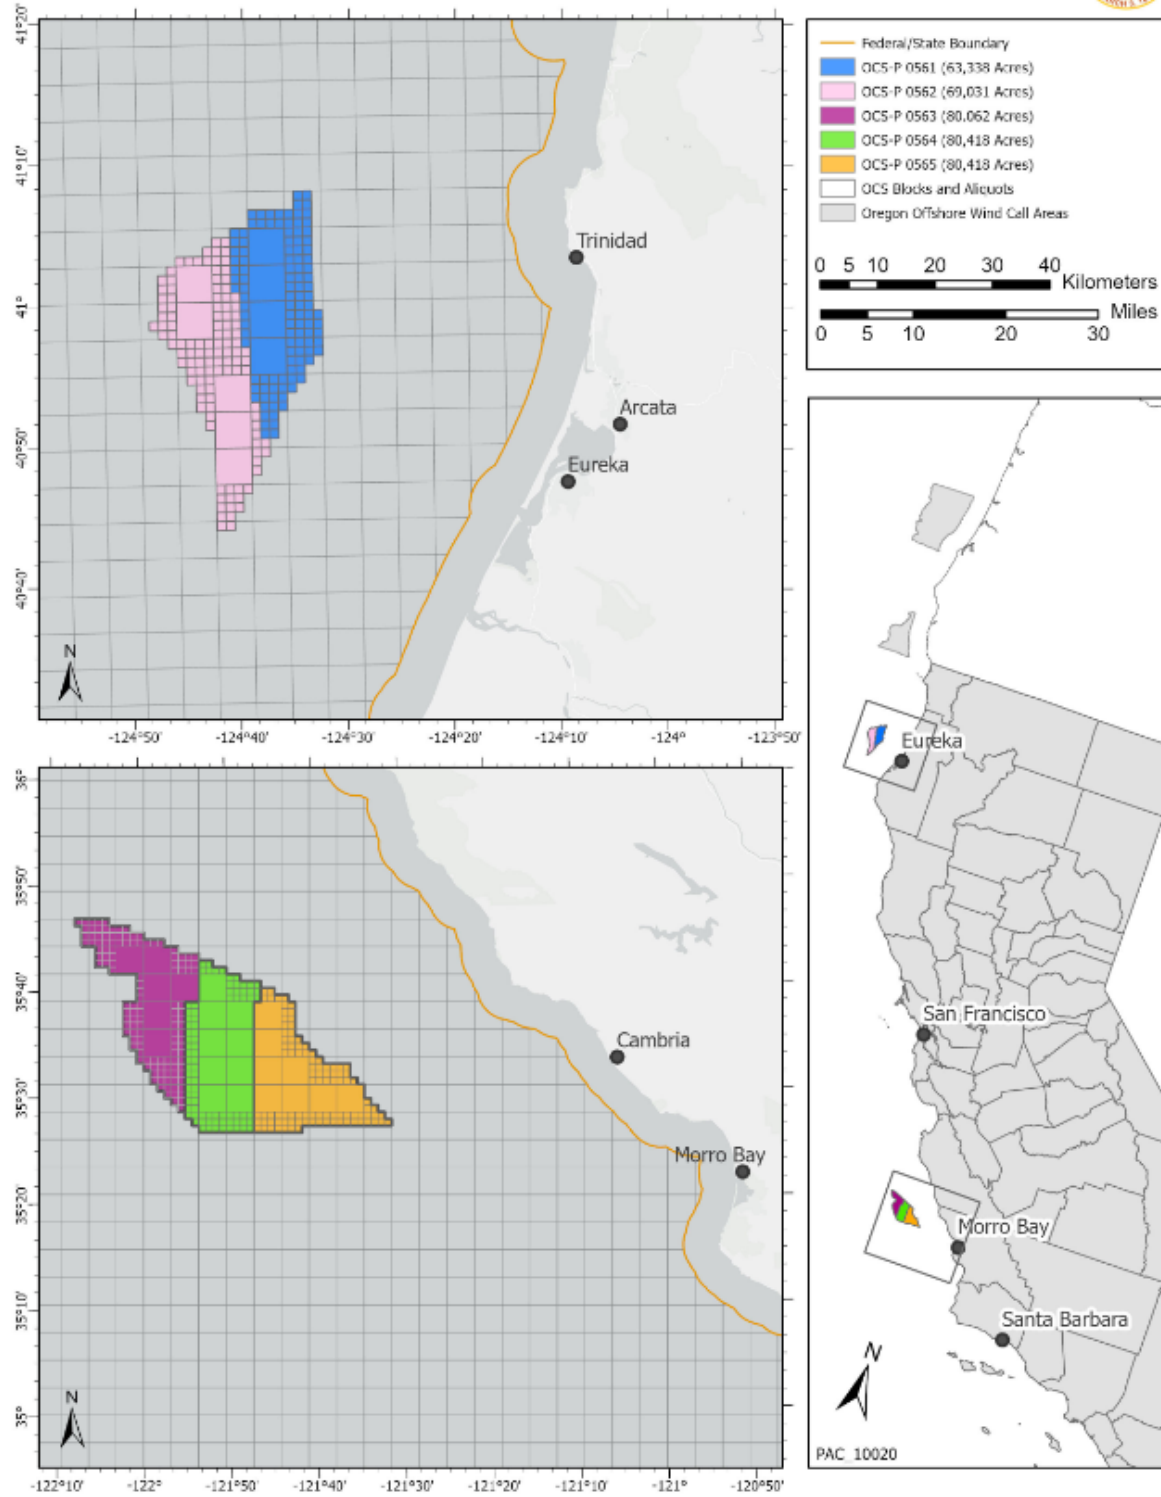 41°20'
41°10'
41°
40°50'
40°40'
Trinidad
Arcata
Eureka
N
-124°50'
-124°40'
-124°30'
-124°20'
-124°10'
-124°
-123°50'
36°
35°50'
35°40'
35°30'
35°20'
35°10'
35°
Cambria
Morro Bay
N
-122°10'
-122°
-121°50'
-121°40'
-121°30'
-121°20'
-121°10'
-121°
-120°50'
Federal/State Boundary
OCS-P 0561 (63,338 Acres)
OCS-P 0562 (69,031 Acres)
OCS-P 0563 (80,062 Acres)
OCS-P 0564 (80,418 Acres)
OCS-P 0565 (80,418 Acres)
OCS Blocks and Aliquots
Oregon Offshore Wind Call Areas
0 5 10 20 30 40
Kilometers
Miles
0 5 10 20 30
Eureka
San Francisco
Morro Bay
Santa Barbara
N
PAC_10020